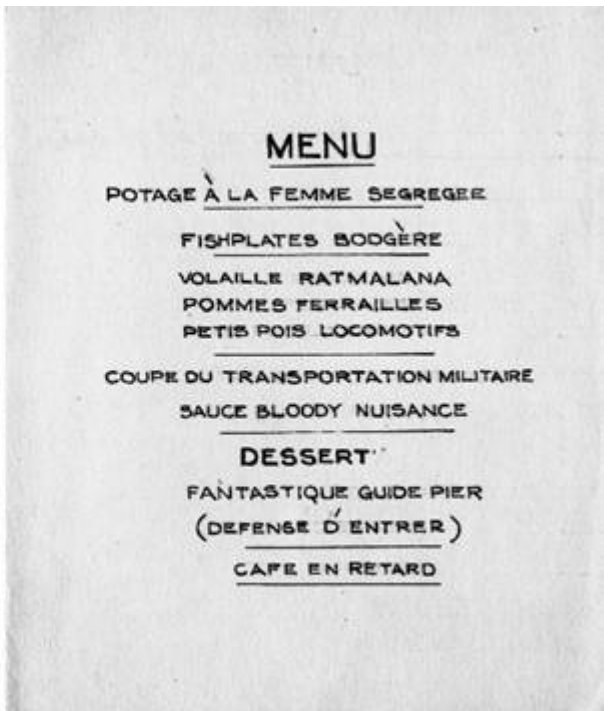 MENU
POTAGE À LA FEMME SEGREGEE
FISHPLATES BODGÈRE
VOLAILLE RATMALANA
POMMES FERRAILLES
PETIS POIS LOCOMOTIFS
COUPE DU TRANSPORTATION MILITAIRE
SAUCE BLOODY NUISANCE
DESSERT
FANTASTIQUE GUIDE PIER
(DEFENSE D'ENTRER)
CAFE EN RETARD